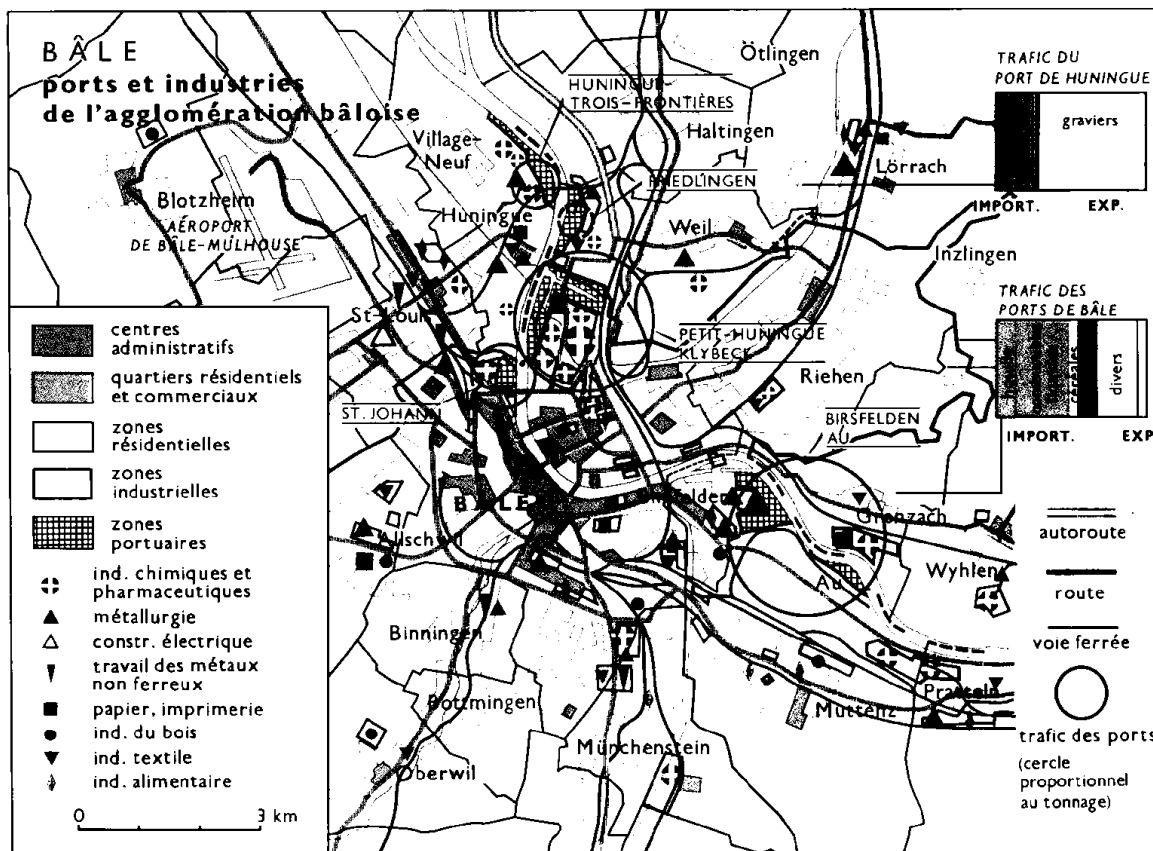 BÂLE
ports et industries
de l'agglomération bâloise
Ötlingen
HUNINGUE-
TROIS-FRONTIÈRES
Village-
Neuf
Haltingen
FRIEDLINGEN
Lörrach
Blotzheim
AÉROPORT
DE BÂLE-MULHOUSE
Huningue
Weil
Inzlingen
St-Louis
PETIT-HUNINGUE
KLYBECK
Riehen
ST. JOHANN
BIRSFELDEN
AU
BÂLE
Allschwil
Grenzach
Au
Wyhlen
Binningen
Bottmingen
Pratteln
Muttenz
Münchenstein
Oberwil
TRAFIC DU
PORT DE HUNINGUE
graviers
IMPORT. EXP.
TRAFIC DES
PORTS DE BÂLE
céréales
divers
IMPORT. EXP
centres
administratifs
quartiers résidentiels
et commerciaux
zones
résidentielles
zones
industrielles
zones
portuaires
ind. chimiques et
pharmaceutiques
métallurgie
constr. électrique
travail des métaux
non ferreux
papier, imprimerie
ind. du bois
ind. textile
ind. alimentaire
0 3 km
autoroute
route
voie ferrée
trafic des ports
(cercle
proportionnel
au tonnage)